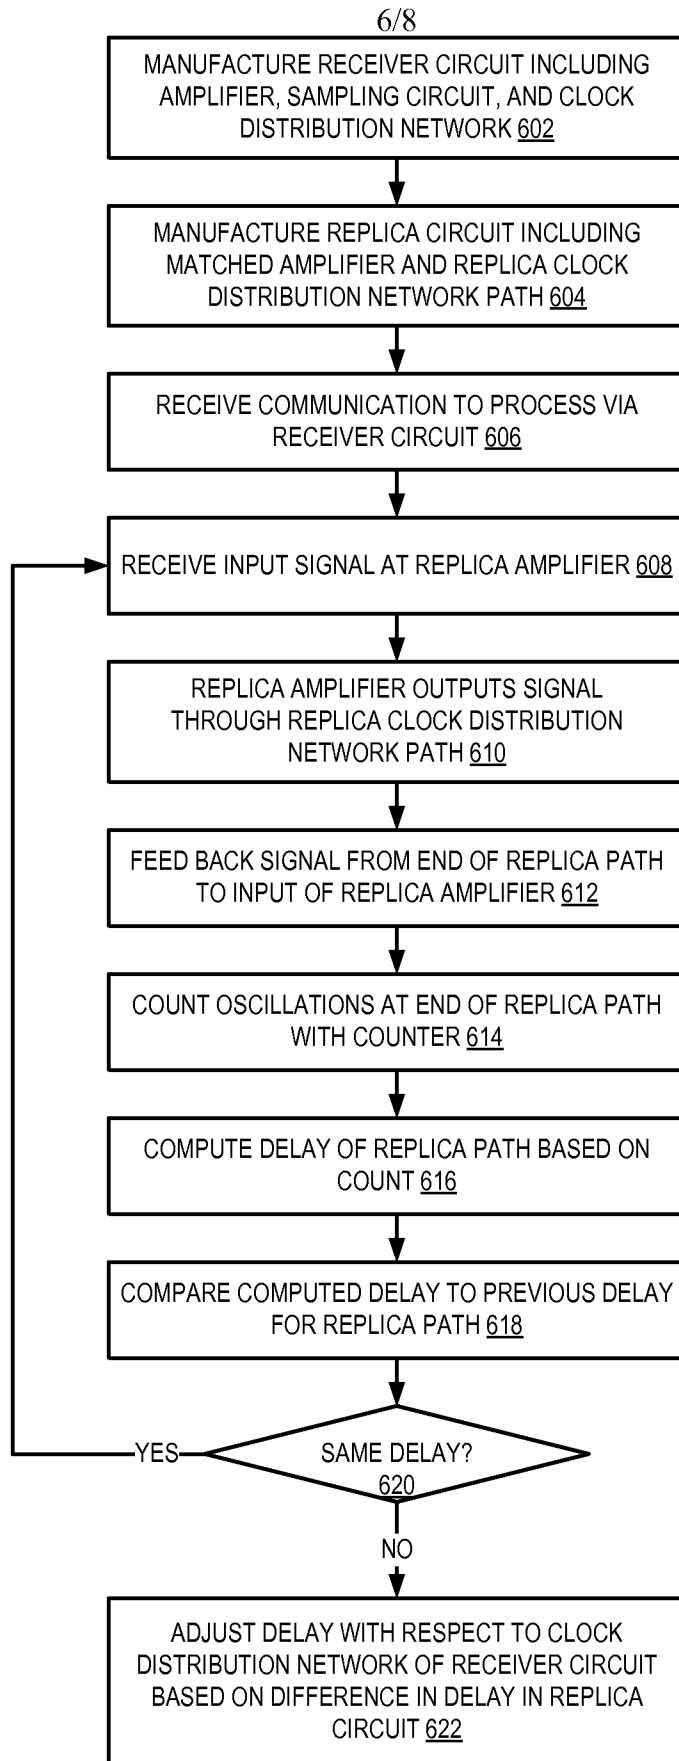 6/8
MANUFACTURE RECEIVER CIRCUIT INCLUDING
AMPLIFIER, SAMPLING CIRCUIT, AND CLOCK
DISTRIBUTION NETWORK 602
MANUFACTURE REPLICA CIRCUIT INCLUDING
MATCHED AMPLIFIER AND REPLICA CLOCK
DISTRIBUTION NETWORK PATH 604
RECEIVE COMMUNICATION TO PROCESS VIA
RECEIVER CIRCUIT 606
RECEIVE INPUT SIGNAL AT REPLICA AMPLIFIER 608
REPLICA AMPLIFIER OUTPUTS SIGNAL
THROUGH REPLICA CLOCK DISTRIBUTION
NETWORK PATH 610
FEED BACK SIGNAL FROM END OF REPLICA PATH
TO INPUT OF REPLICA AMPLIFIER 612
COUNT OSCILLATIONS AT END OF REPLICA PATH
WITH COUNTER 614
COMPUTE DELAY OF REPLICA PATH BASED ON
COUNT 616
COMPARE COMPUTED DELAY TO PREVIOUS DELAY
FOR REPLICA PATH 618
YES
SAME DELAY?
620
NO
ADJUST DELAY WITH RESPECT TO CLOCK
DISTRIBUTION NETWORK OF RECEIVER CIRCUIT
BASED ON DIFFERENCE IN DELAY IN REPLICA
CIRCUIT 622